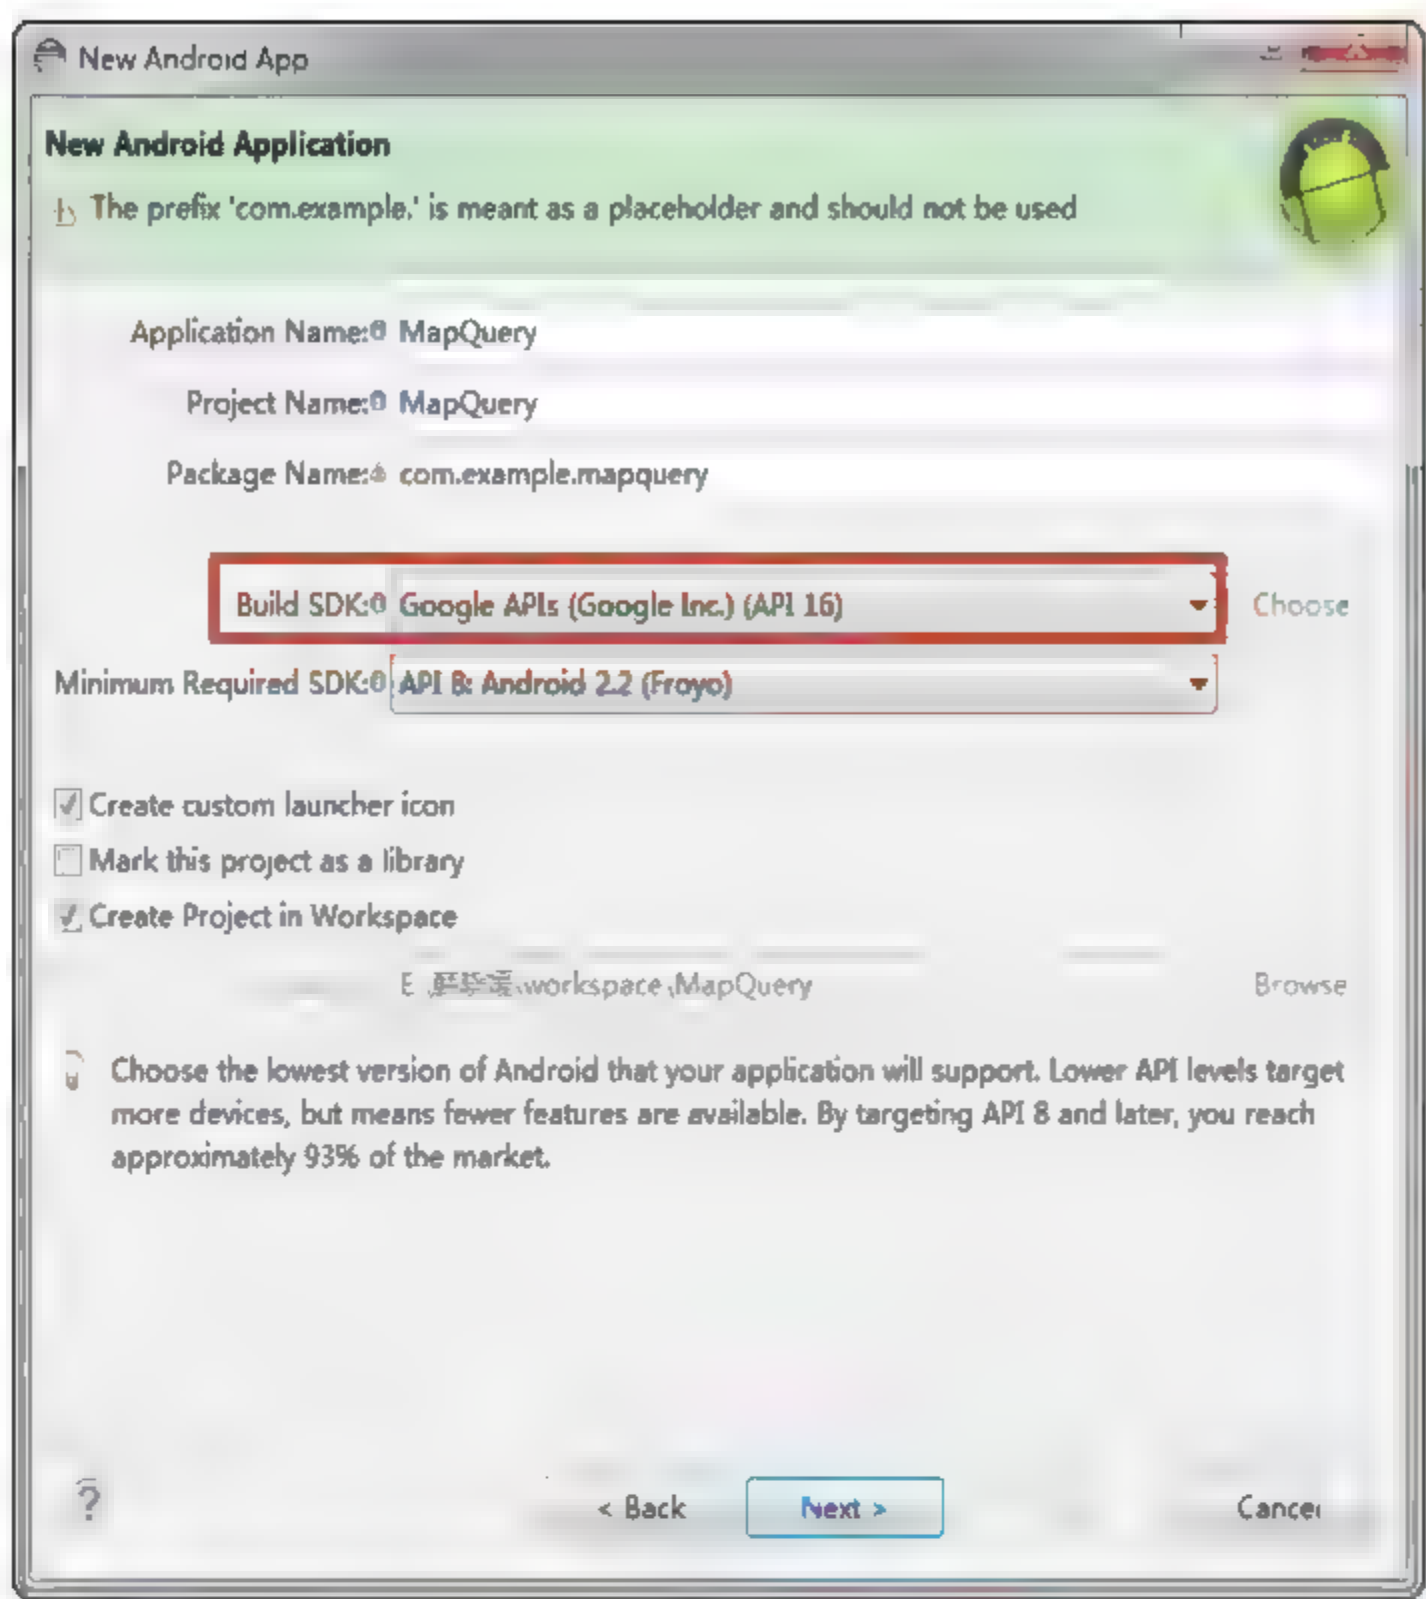 New Android App
New Android Application
The prefix 'com.example.' is meant as a placeholder and should not be used
Application Name: MapQuery
Project Name: MapQuery
Package Name: com.example.mapquery
Build SDK: Google APIs (Google Inc.) (API 16) Choose
Minimum Required SDK: API 8: Android 2.2 (Froyo)
Create custom launcher icon
Mark this project as a library
Create Project in Workspace
E \workspace\MapQuery Browse
Choose the lowest version of Android that your application will support. Lower API levels target
more devices, but means fewer features are available. By targeting API 8 and later, you reach
approximately 93% of the market.
? < Back Next > Cancel